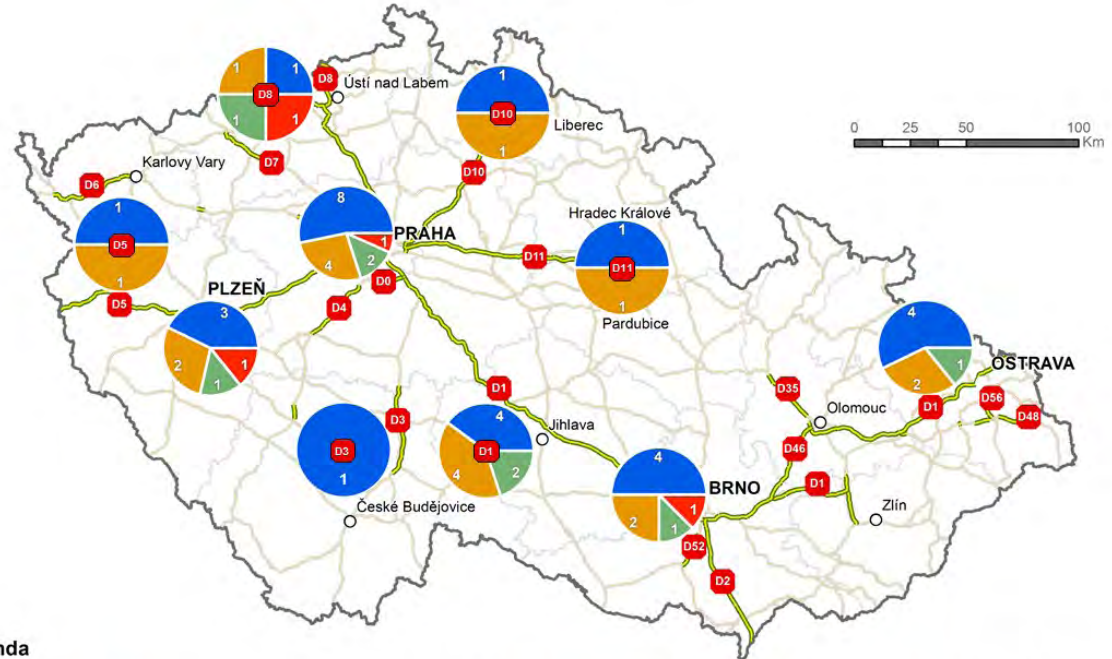 1
1
D8
1
1
D8
Ústí nad Labem
1
D10
1
Liberec
0
25
50
100
Km
D7
Karlovy Vary
D6
D10
8
1
2
4
PRAHA
Hradec Králové
1
D11
1
Pardubice
D11
1
D5
1
D5
PLZEŇ
3
2
1
1
D4
D0
4
1
2
OSTRAVA
D1
D56
D48
D1
D35
Olomouc
D46
D3
1
D3
České Budějovice
4
D1
4
2
Jihlava
4
1
2
1
BRNO
D1
Zlín
D52
D2
nda